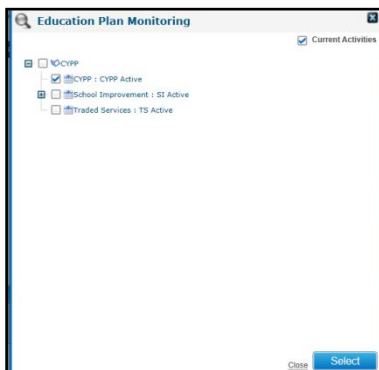 Education Plan Monitoring
Current Activities
CYPP
CYPP : CYPP Active
School Improvement : SI Active
Traded Services : TS Active
Close Select